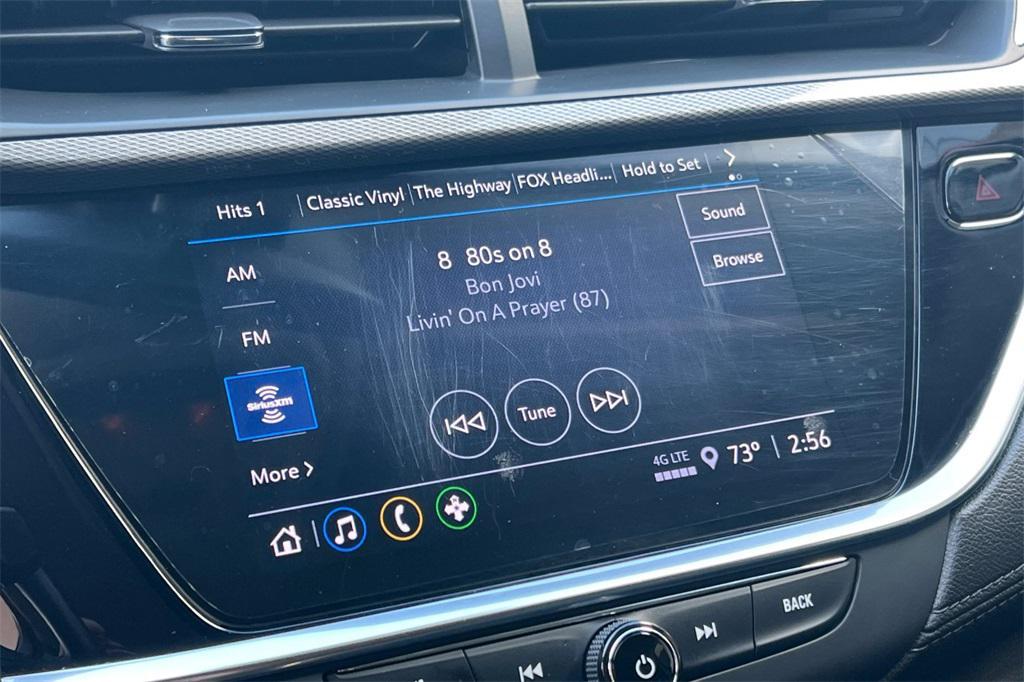 Hits 1 | Classic Vinyl | The Highway | FOX Headli... | Hold to Set >
Sound
8 80s on 8
Browse
AM
Bon Jovi
Livin' On A Prayer (87)
FM
SiriusXM
Tune
More >
4G LTE 73° | 2:56
BACK